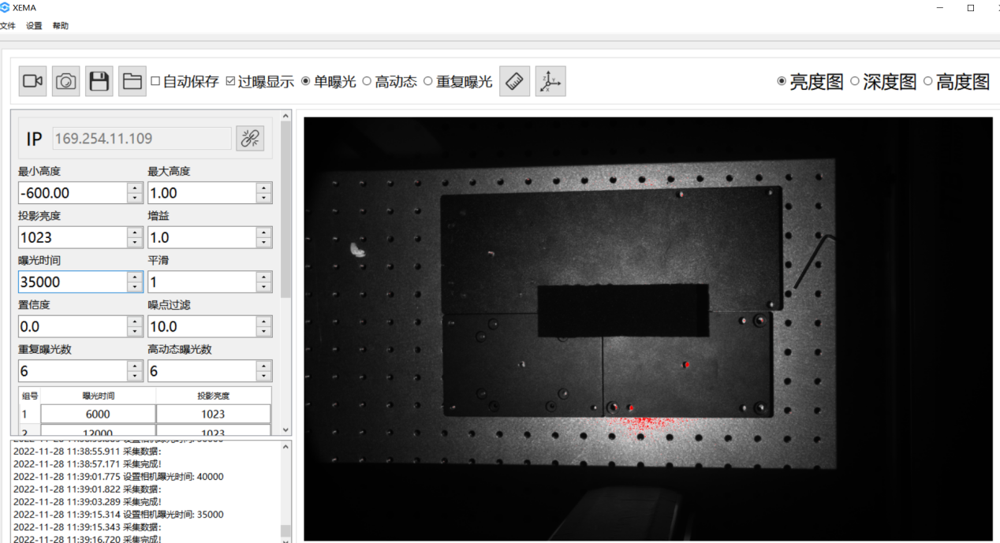 XEMA
文件 设置 帮助
自动保存 过曝显示 单曝光 高动态 重复曝光 亮度图 深度图 高度图
IP 169.254.11.109
最小高度 最大高度
-600.00 1.00
投影亮度 增益
1023 1.0
曝光时间 平滑
35000 1
置信度 噪点过滤
0.0 10.0
重复曝光数 高动态曝光数
6 6
组号 曝光时间 投影亮度
1 6000 1023
2 12000 1023
2022-11-28 11:38:55.911 采集数据:
2022-11-28 11:38:57.171 采集完成!
2022-11-28 11:39:01.775 设置相机曝光时间: 40000
2022-11-28 11:39:01.822 采集数据:
2022-11-28 11:39:03.289 采集完成!
2022-11-28 11:39:15.314 设置相机曝光时间: 35000
2022-11-28 11:39:15.343 采集数据:
2022-11-28 11:39:16.720 采集完成!